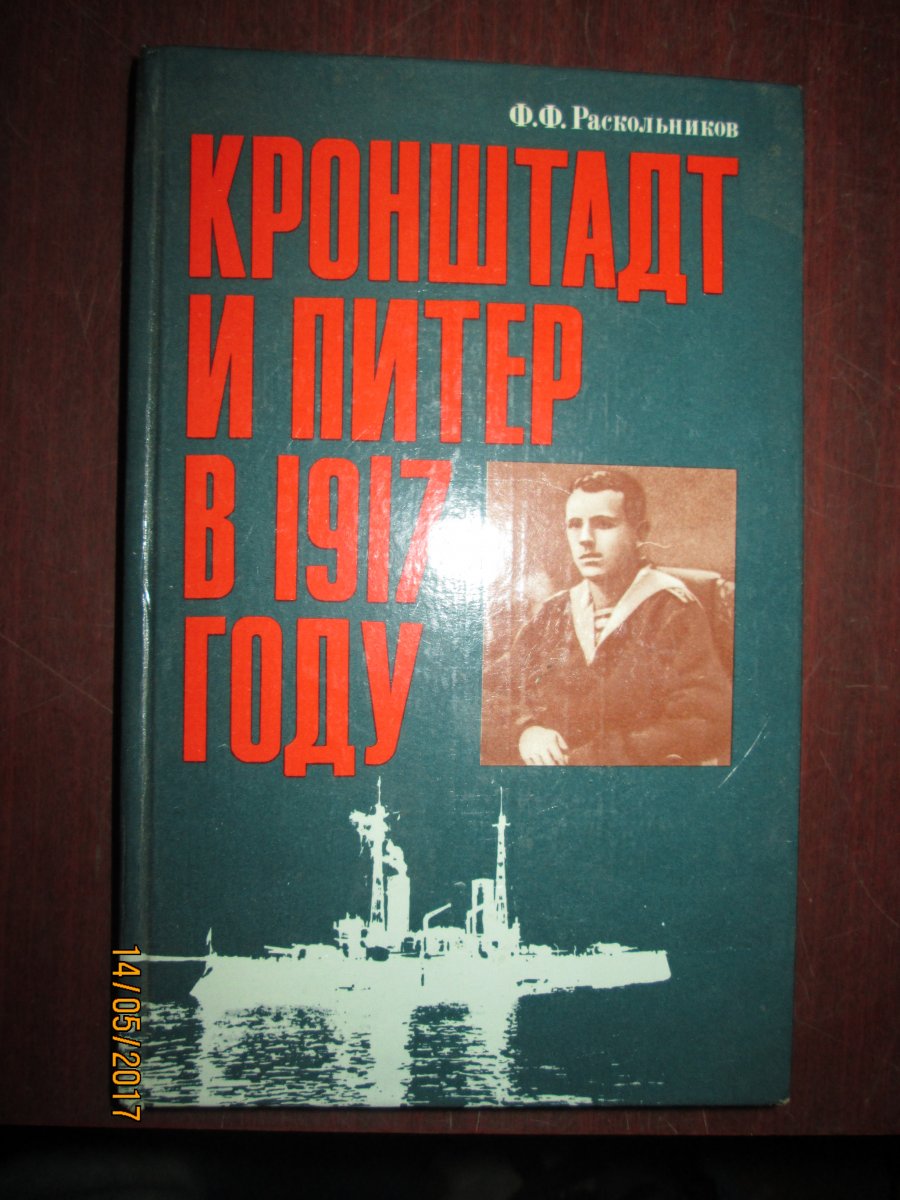 Ф.Ф. Раскольников
КРОНШТАДТ
И ПИТЕР
В 1917
ГОДУ
14/05/2017